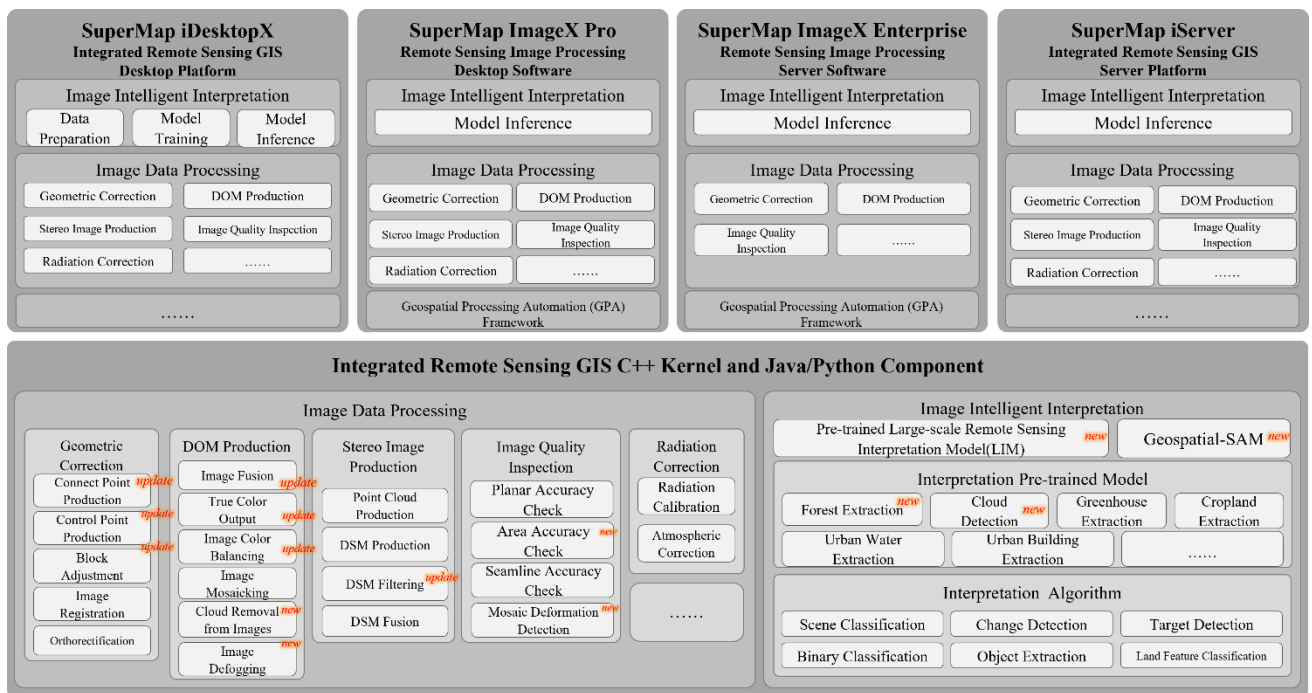 SuperMap iDesktopX
Integrated Remote Sensing GIS
Desktop Platform
Image Intelligent Interpretation
Data
Preparation
Model
Training
Model
Inference
Image Data Processing
Geometric Correction
DOM Production
Stereo Image Production
Image Quality Inspection
Radiation Correction
……
……
SuperMap ImageX Pro
Remote Sensing Image Processing
Desktop Software
Image Intelligent Interpretation
Model Inference
Image Data Processing
Geometric Correction
DOM Production
Stereo Image Production
Image Quality
Inspection
Radiation Correction
……
Geospatial Processing Automation (GPA)
Framework
SuperMap ImageX Enterprise
Remote Sensing Image Processing
Server Software
Image Intelligent Interpretation
Model Inference
Image Data Processing
Geometric Correction
DOM Production
Image Quality
Inspection
……
Geospatial Processing Automation (GPA)
Framework
SuperMap iServer
Integrated Remote Sensing GIS
Server Platform
Image Intelligent Interpretation
Model Inference
Image Data Processing
Geometric Correction
DOM Production
Stereo Image Production
Image Quality
Inspection
Radiation Correction
……
……
Integrated Remote Sensing GIS C++ Kernel and Java/Python Component
Image Data Processing
Geometric
Correction
Connect Point
Production
update
Control Point
Production
update
Block
Adjustment
update
Image
Registration
Orthorectification
DOM Production
Image Fusion
update
True Color
Output
update
Image Color
Balancing
update
Image
Mosaicking
Cloud Removal
from Images
new
Image
Defogging
new
Stereo Image
Production
Point Cloud
Production
DSM Production
DSM Filtering
update
DSM Fusion
Image Quality
Inspection
Planar Accuracy
Check
Area Accuracy
Check
new
Seamline Accuracy
Check
Mosaic Deformation
Detection
new
Radiation
Correction
Radiation
Calibration
Atmospheric
Correction
……
Image Intelligent Interpretation
Pre-trained Large-scale Remote Sensing
Interpretation Model(LIM)
new
Geospatial-SAM
new
Interpretation Pre-trained Model
Forest Extraction
new
Cloud
Detection
new
Greenhouse
Extraction
Cropland
Extraction
Urban Water
Extraction
Urban Building
Extraction
……
Interpretation Algorithm
Scene Classification
Change Detection
Target Detection
Binary Classification
Object Extraction
Land Feature Classification